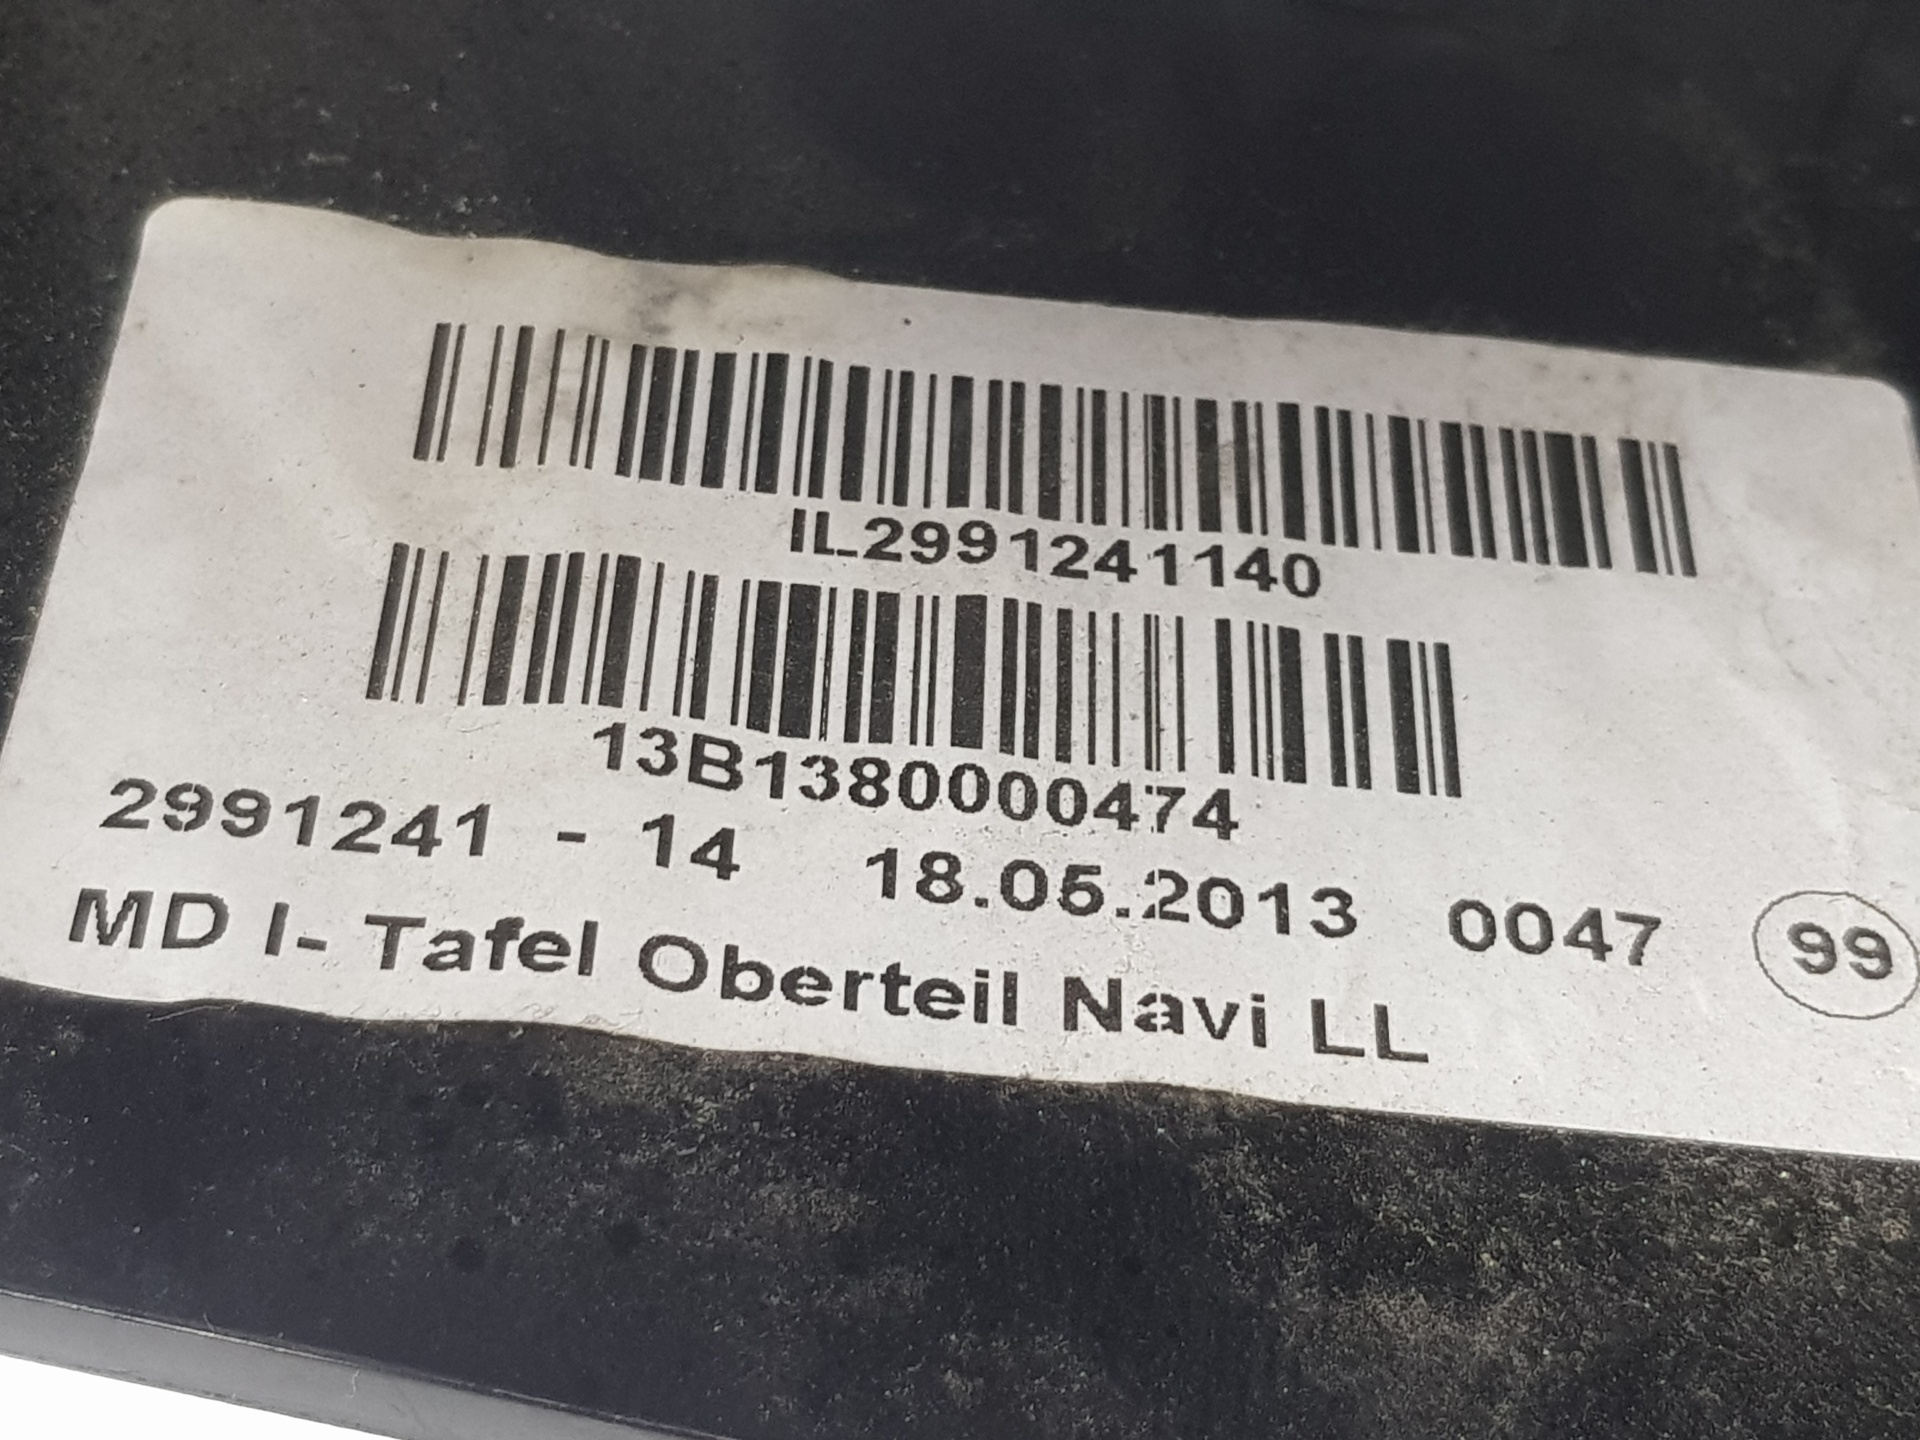 IL2991241140
13B1380000474
2991241 - 14 18.05.2013 0047 99
MD I- Tafel Oberteil Navi LL